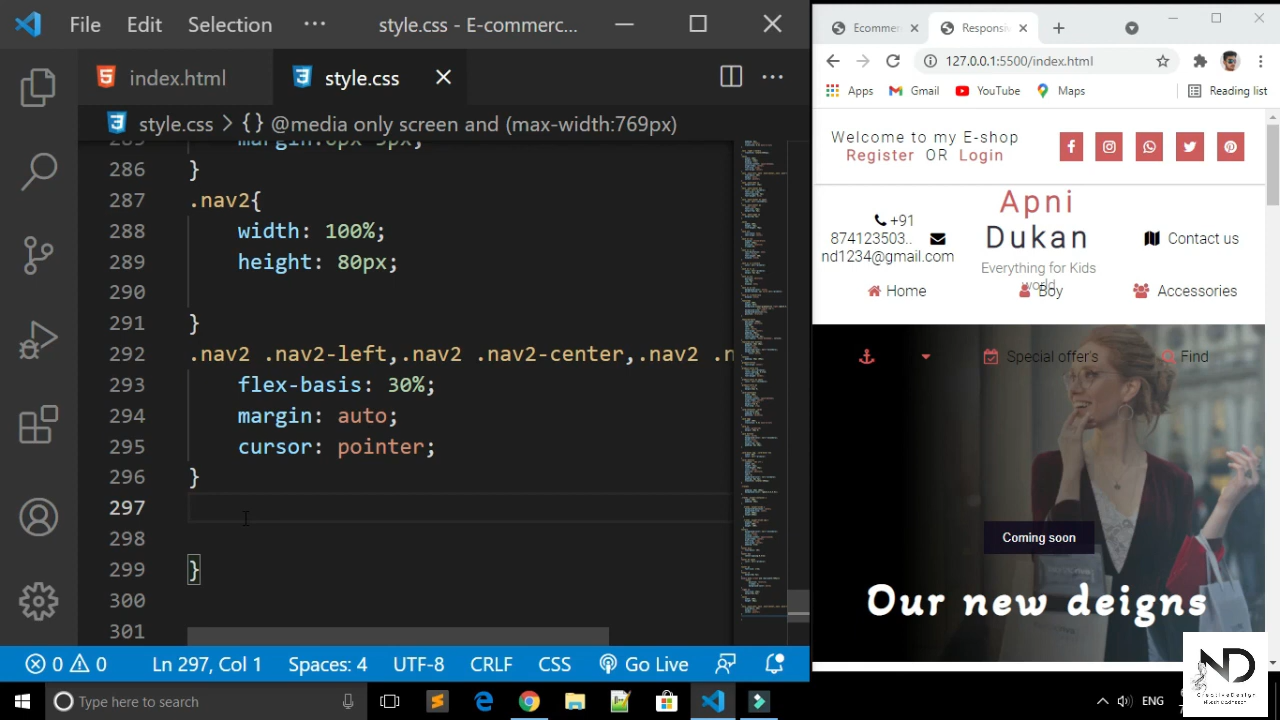 File Edit Selection ··· style.css - E-commerc...
index.html style.css
style.css > {} @media only screen and (max-width:769px)
286 }
287 .nav2{
288 width: 100%;
289 height: 80px;
290
291 }
292 .nav2 .nav2-left,.nav2 .nav2-center,.nav2 .n
293 flex-basis: 30%;
294 margin: auto;
295 cursor: pointer;
296 }
297
298
299 }
300
301
0 0 Ln 297, Col 1 Spaces: 4 UTF-8 CRLF CSS Go Live
Type here to search
ENG
Ecommer Responsiv
127.0.0.1:5500/index.html
Apps Gmail YouTube Maps Reading list
Welcome to my E-shop
Register OR Login
Apni
Dukan
+91
874123503..
nd1234@gmail.com
Contact us
Everything for Kids
world
Home Boy Accessories
Special offers Find
Coming soon
Our new deigns
ND